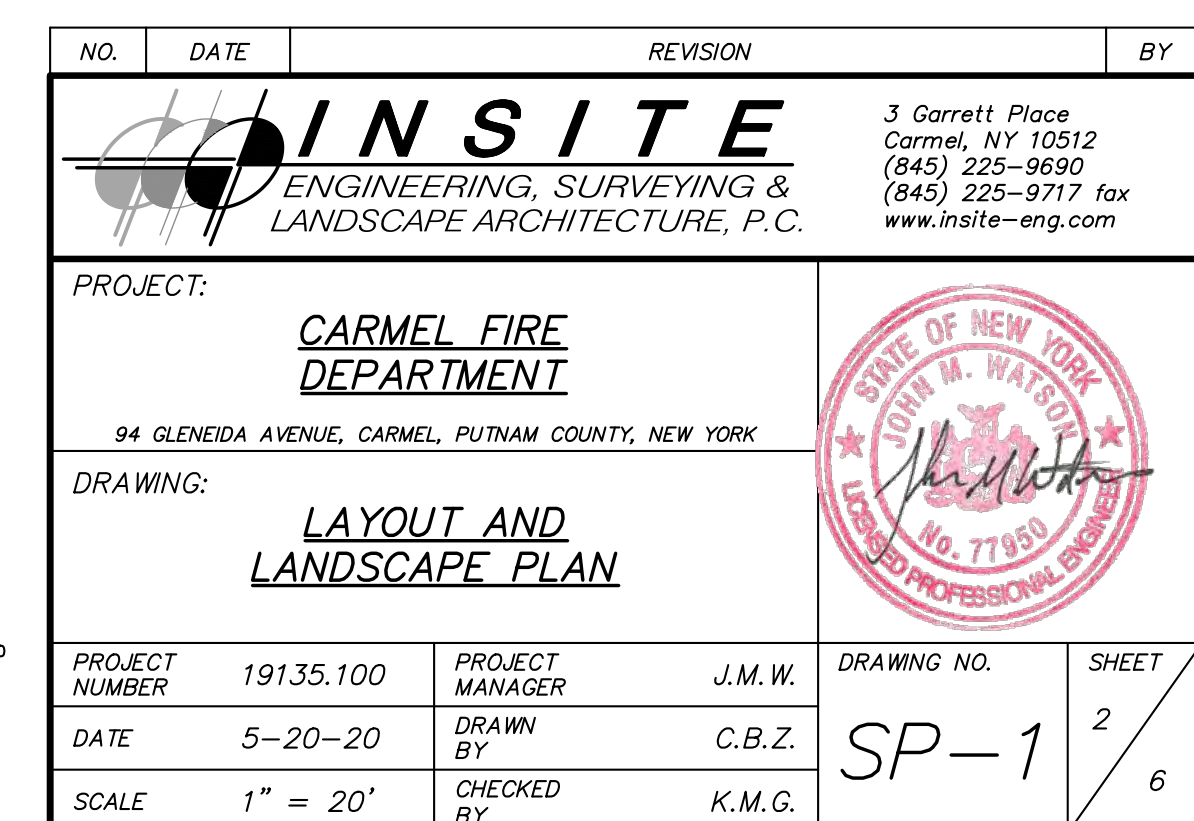 NO. DATE REVISION BY
INSITE
ENGINEERING, SURVEYING &
LANDSCAPE ARCHITECTURE, P.C.
3 Garrett Place
Carmel, NY 10512
(845) 225-9690
(845) 225-9717 fax
www.insite-eng.com
PROJECT:
CARMEL FIRE
DEPARTMENT
94 GLENEIDA AVENUE, CARMEL, PUTNAM COUNTY, NEW YORK
STATE OF NEW YORK
JOHN M. WATSON
No. 77950
LICENSED PROFESSIONAL ENGINEER
DRAWING:
LAYOUT AND
LANDSCAPE PLAN
PROJECT
NUMBER
19135.100
PROJECT
MANAGER
J.M.W.
DATE
5-20-20
DRAWN
BY
C.B.Z.
SCALE
1" = 20'
CHECKED
BY
K.M.G.
DRAWING NO.
SP-1
SHEET
2
6